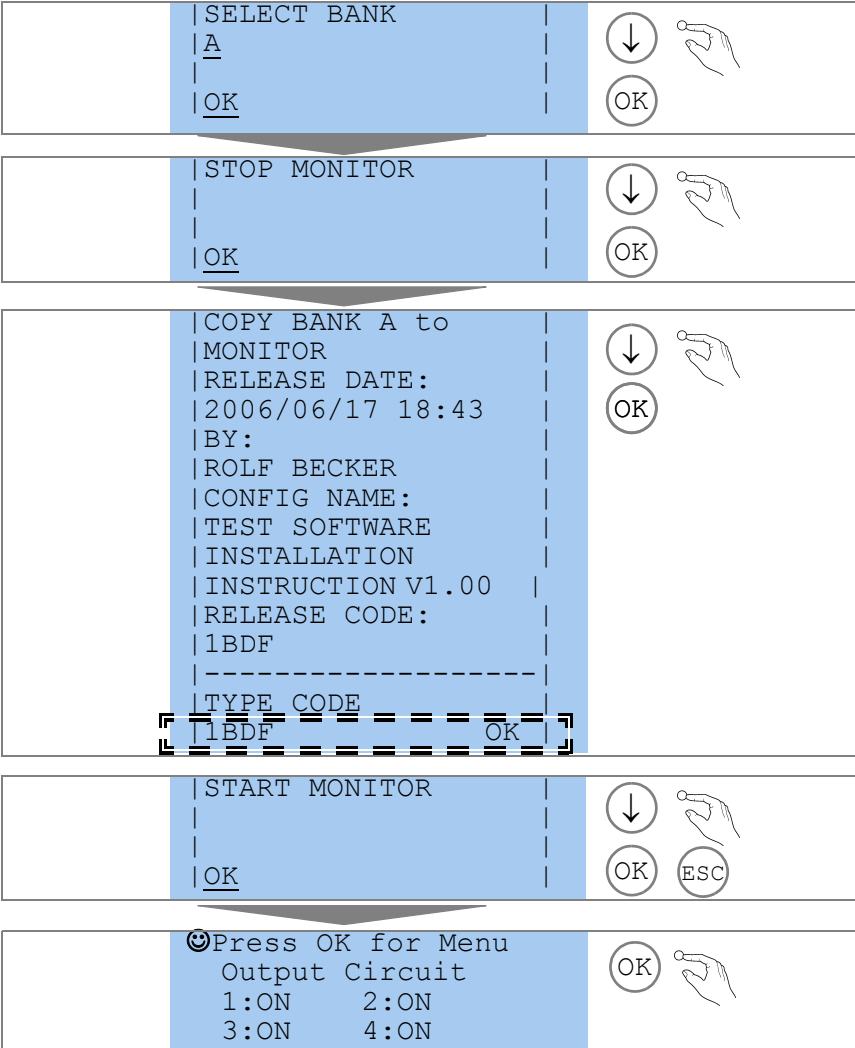 |SELECT BANK |
|A | ↓
| |
|OK | OK
|STOP MONITOR |
| | ↓
| |
|OK | OK
|COPY BANK A to |
|MONITOR | ↓
|RELEASE DATE: |
|2006/06/17 18:43 | OK
|BY: |
|ROLF BECKER |
|CONFIG NAME: |
|TEST SOFTWARE |
|INSTALLATION |
|INSTRUCTION V1.00 |
|RELEASE CODE: |
|1BDF |
|-------------------|
|TYPE CODE |
|1BDF OK |
|START MONITOR |
| | ↓
| |
|OK | OK ESC
☻Press OK for Menu
Output Circuit OK
1:ON 2:ON
3:ON 4:ON